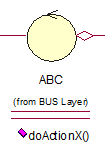 ABC
(from BUS Layer)
doActionX()